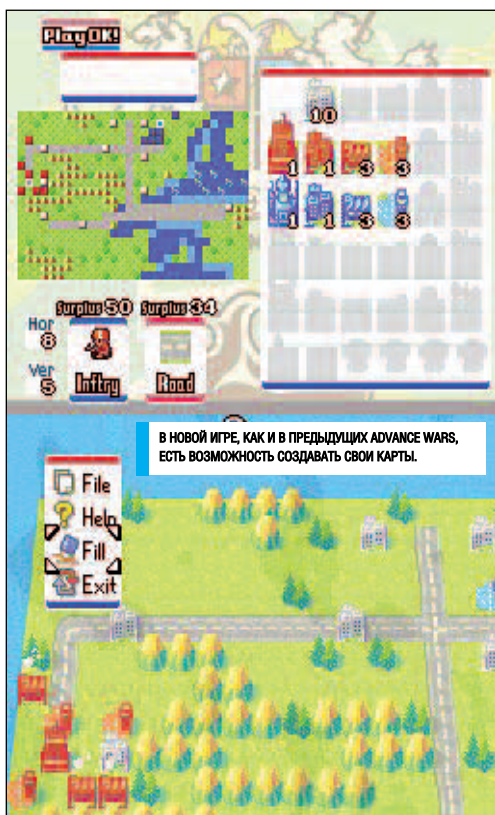 PlayOK!
10
1 1 3 3
1 1 3 3
Surplus 50 Surplus 34
Hor
8
Ver
5
Inftry Road
В НОВОЙ ИГРЕ, КАК И В ПРЕДЫДУЩИХ ADVANCE WARS,
ЕСТЬ ВОЗМОЖНОСТЬ СОЗДАВАТЬ СВОИ КАРТЫ.
File
Help
Fill
Exit